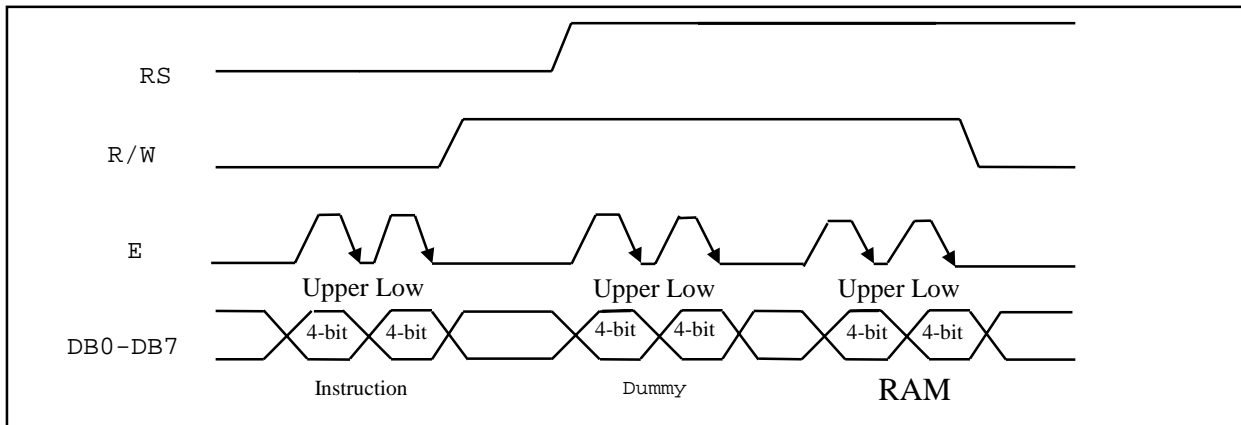 RS
R/W
E
Upper Low Upper Low Upper Low
DB0-DB7 4-bit 4-bit 4-bit 4-bit 4-bit 4-bit
Instruction Dummy RAM